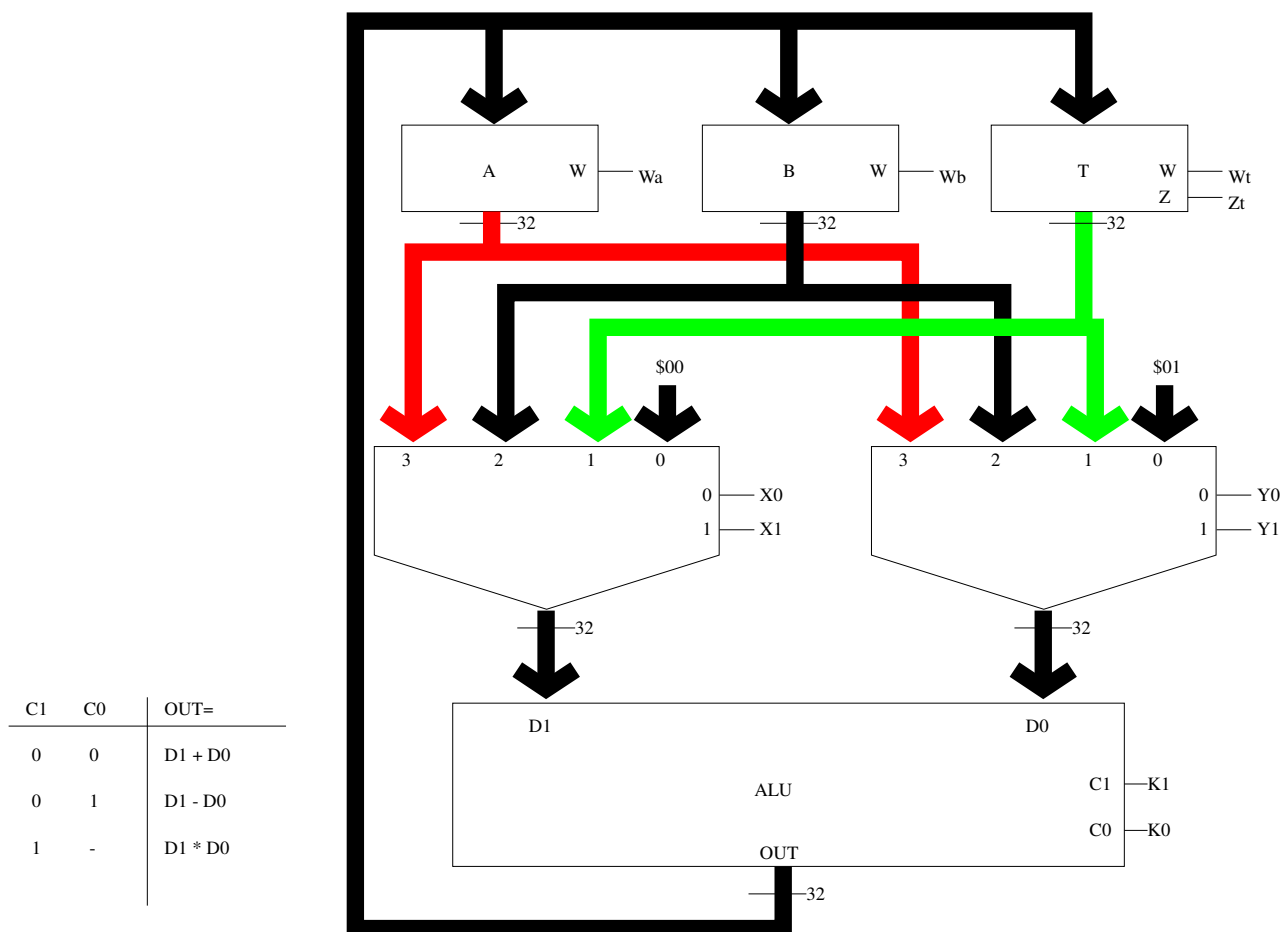 A W Wa
B W Wb
T W Wt
Z Zt
32 32 32
$00 $01
3 2 1 0
3 2 1 0
0 X0
1 X1
0 Y0
1 Y1
32 32
C1 C0 OUT=
0 0 D1 + D0
0 1 D1 - D0
1 - D1 * D0
D1 D0
ALU
C1 K1
C0 K0
OUT
32